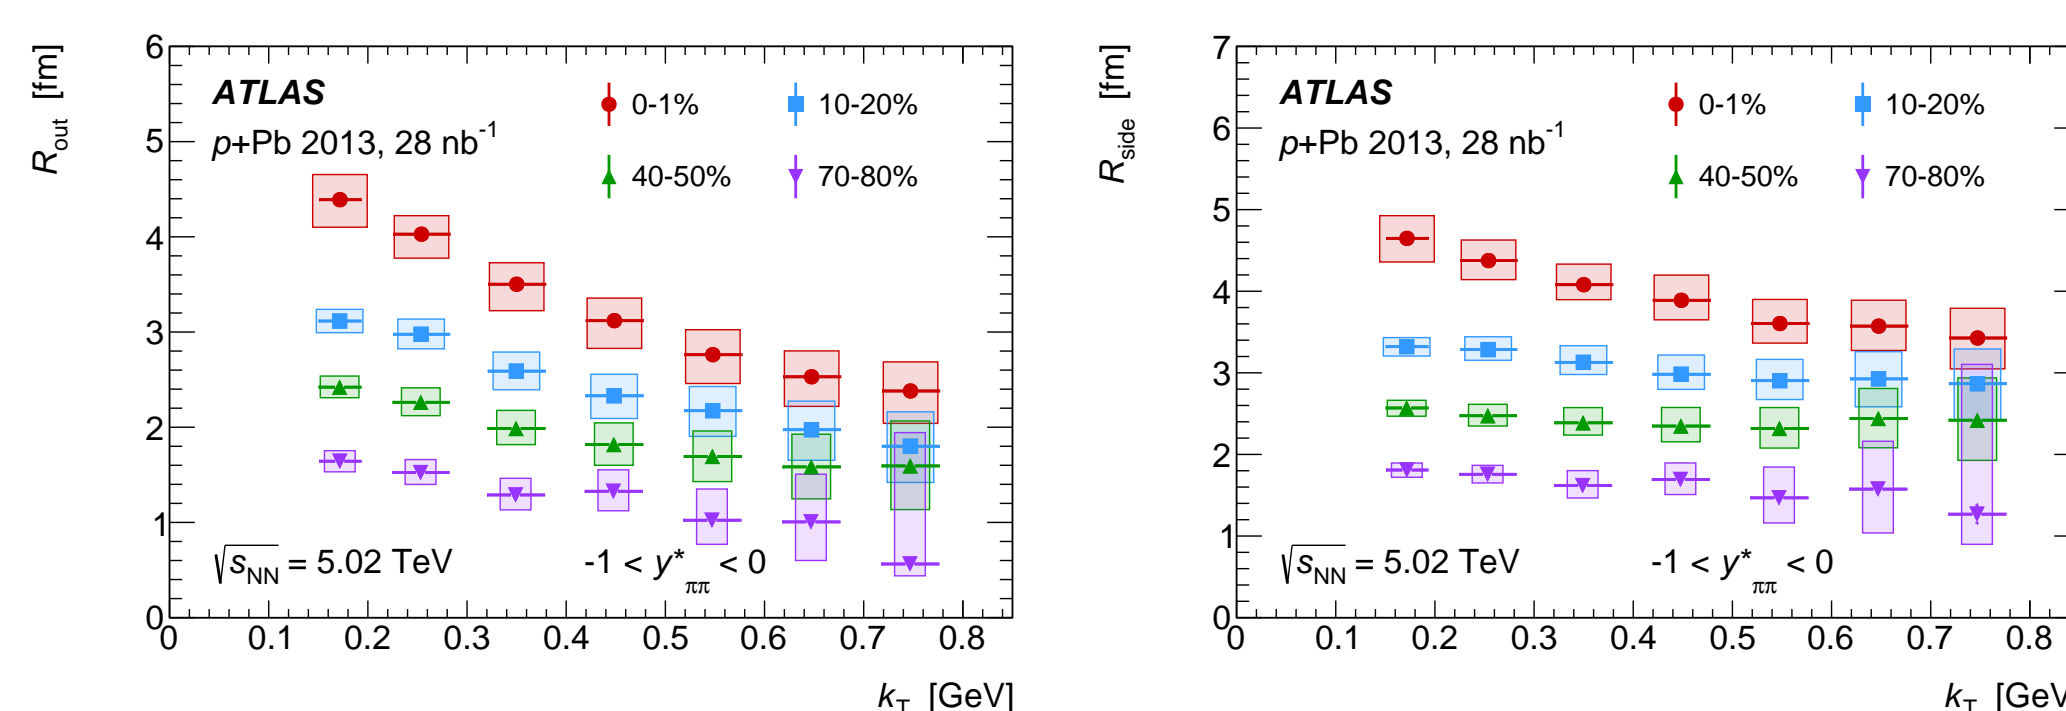 R_out [fm]
6
5
4
3
2
1
0
ATLAS
p+Pb 2013, 28 nb^-1
0-1%
10-20%
40-50%
70-80%
√s_NN = 5.02 TeV
-1 < y*_ππ < 0
0 0.1 0.2 0.3 0.4 0.5 0.6 0.7 0.8
k_T [GeV]
R_side [fm]
7
6
5
4
3
2
1
0
ATLAS
p+Pb 2013, 28 nb^-1
0-1%
10-20%
40-50%
70-80%
√s_NN = 5.02 TeV
-1 < y*_ππ < 0
0 0.1 0.2 0.3 0.4 0.5 0.6 0.7 0.8
k_T [GeV